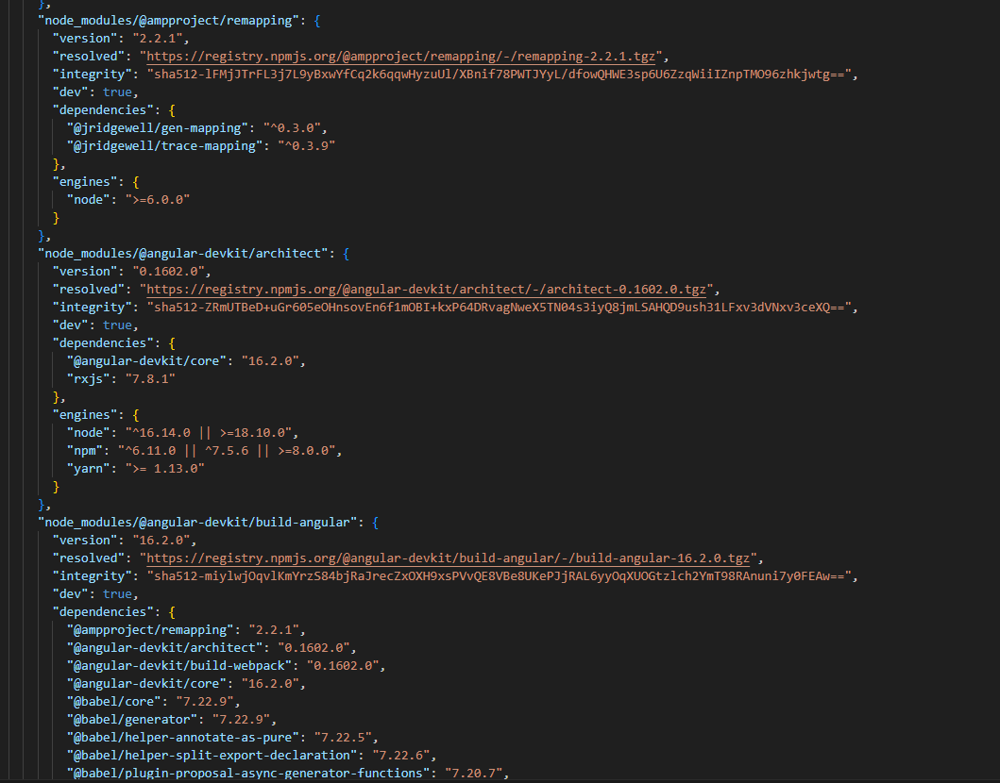 },
"node_modules/@ampproject/remapping": {
"version": "2.2.1",
"resolved": "https://registry.npmjs.org/@ampproject/remapping/-/remapping-2.2.1.tgz",
"integrity": "sha512-lFMjJTrFL3j7L9yBxwYfCq2k6qqwHyzuUl/XBnif78PWTJYyL/dfowQHWE3sp6U6ZzqWiiIZnpTMO96zhkjwtg==",
"dev": true,
"dependencies": {
"@jridgewell/gen-mapping": "^0.3.0",
"@jridgewell/trace-mapping": "^0.3.9"
},
"engines": {
"node": ">=6.0.0"
}
},
"node_modules/@angular-devkit/architect": {
"version": "0.1602.0",
"resolved": "https://registry.npmjs.org/@angular-devkit/architect/-/architect-0.1602.0.tgz",
"integrity": "sha512-ZRmUTBeD+uGr605eOHnsovEn6f1mOBI+kxP64DRvagNweX5TN04s3iyQ8jmLSAHQD9ush31LFxv3dVNxv3ceXQ==",
"dev": true,
"dependencies": {
"@angular-devkit/core": "16.2.0",
"rxjs": "7.8.1"
},
"engines": {
"node": "^16.14.0 || >=18.10.0",
"npm": "^6.11.0 || ^7.5.6 || >=8.0.0",
"yarn": ">= 1.13.0"
}
},
"node_modules/@angular-devkit/build-angular": {
"version": "16.2.0",
"resolved": "https://registry.npmjs.org/@angular-devkit/build-angular/-/build-angular-16.2.0.tgz",
"integrity": "sha512-miylwjOqvlKmYrzS84bjRaJrecZxOXH9xsPVvQE8VBe8UKePJjRAL6yyOqXUOGtzlch2YmT98RAnuni7y0FEAw==",
"dev": true,
"dependencies": {
"@ampproject/remapping": "2.2.1",
"@angular-devkit/architect": "0.1602.0",
"@angular-devkit/build-webpack": "0.1602.0",
"@angular-devkit/core": "16.2.0",
"@babel/core": "7.22.9",
"@babel/generator": "7.22.9",
"@babel/helper-annotate-as-pure": "7.22.5",
"@babel/helper-split-export-declaration": "7.22.6",
"@babel/plugin-proposal-async-generator-functions": "7.20.7",